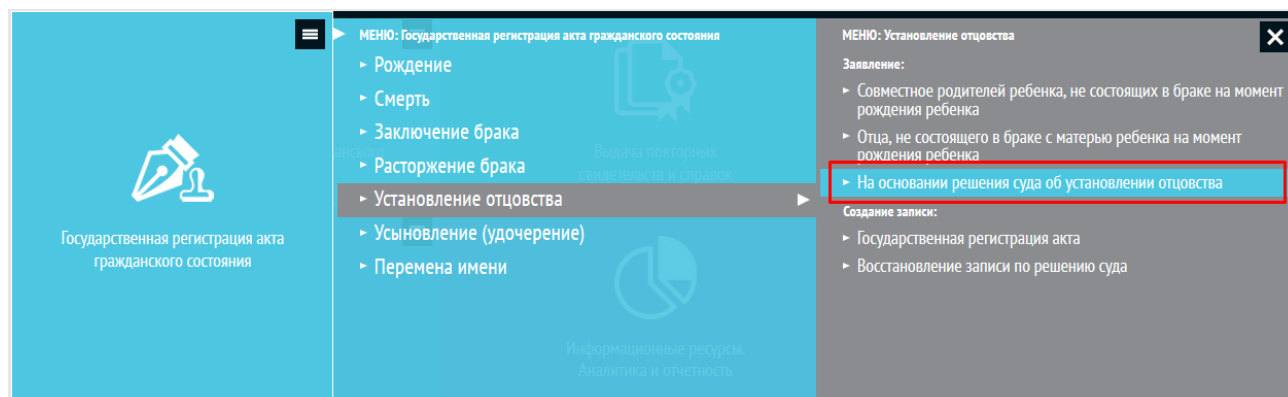 Государственная регистрация акта
гражданского состояния
МЕНЮ: Государственная регистрация акта гражданского состояния
Рождение
Смерть
Заключение брака
Расторжение брака
Установление отцовства
Усыновление (удочерение)
Перемена имени
анского
Выдача повторных
свидетельств и справок
Информационные ресурсы.
Аналитика и отчетность
МЕНЮ: Установление отцовства
Заявление:
Совместное родителей ребенка, не состоящих в браке на момент
рождения ребенка
Отца, не состоящего в браке с матерью ребенка на момент
рождения ребенка
На основании решения суда об установлении отцовства
Создание записи:
Государственная регистрация акта
Восстановление записи по решению суда